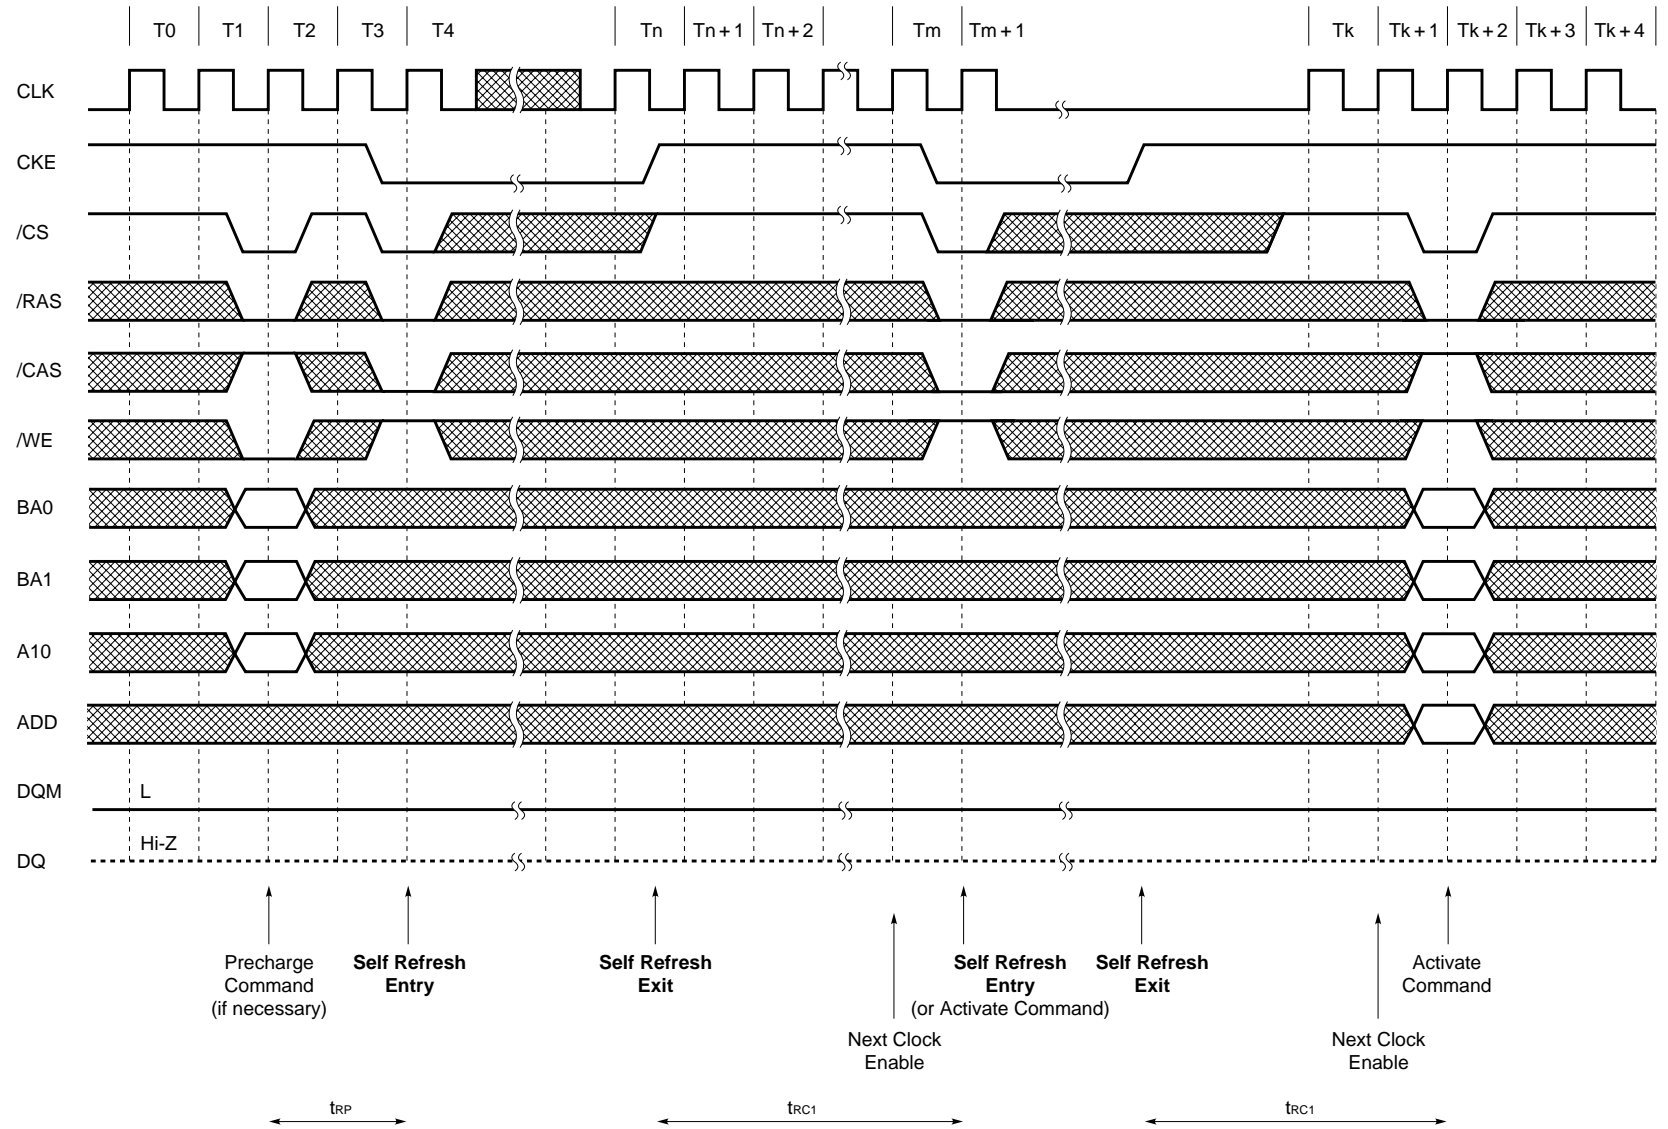 T0 T1 T2 T3 T4 Tn Tn + 1 Tn + 2 Tm Tm + 1 Tk Tk + 1 Tk + 2 Tk + 3 Tk + 4
CLK
CKE
/CS
/RAS
/CAS
/WE
BA0
BA1
A10
ADD
DQM L
Hi-Z
DQ
Precharge
Command
(if necessary)
Self Refresh
Entry
Self Refresh
Exit
Self Refresh
Entry
(or Activate Command)
Self Refresh
Exit
Activate
Command
Next Clock
Enable
Next Clock
Enable
tRP tRC1 tRC1